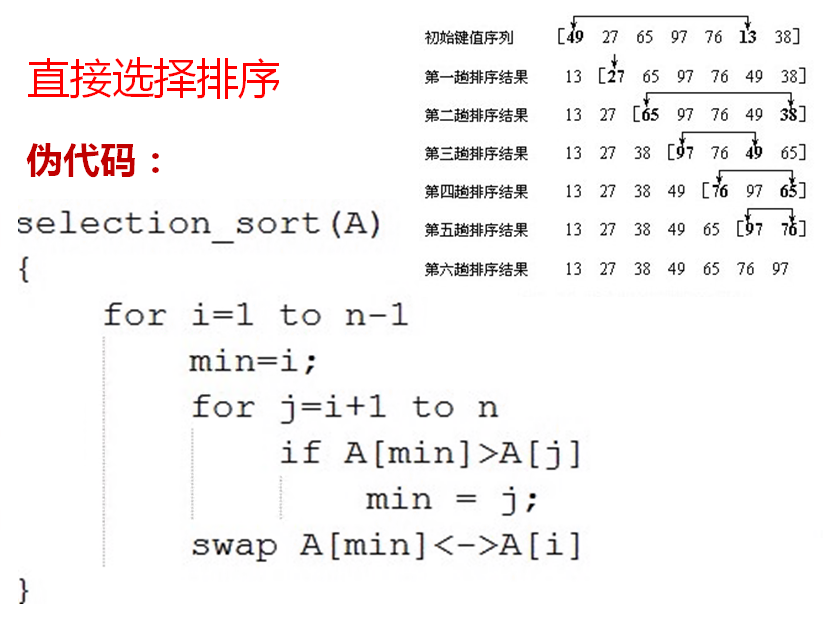 直接选择排序
伪代码：
初始键值序列 [49 27 65 97 76 13 38]
第一趟排序结果 13 [27 65 97 76 49 38]
第二趟排序结果 13 27 [65 97 76 49 38]
第三趟排序结果 13 27 38 [97 76 49 65]
第四趟排序结果 13 27 38 49 [76 97 65]
第五趟排序结果 13 27 38 49 65 [97 76]
第六趟排序结果 13 27 38 49 65 76 97
selection_sort(A)
{
for i=1 to n-1
min=i;
for j=i+1 to n
if A[min]>A[j]
min = j;
swap A[min]<->A[i]
}